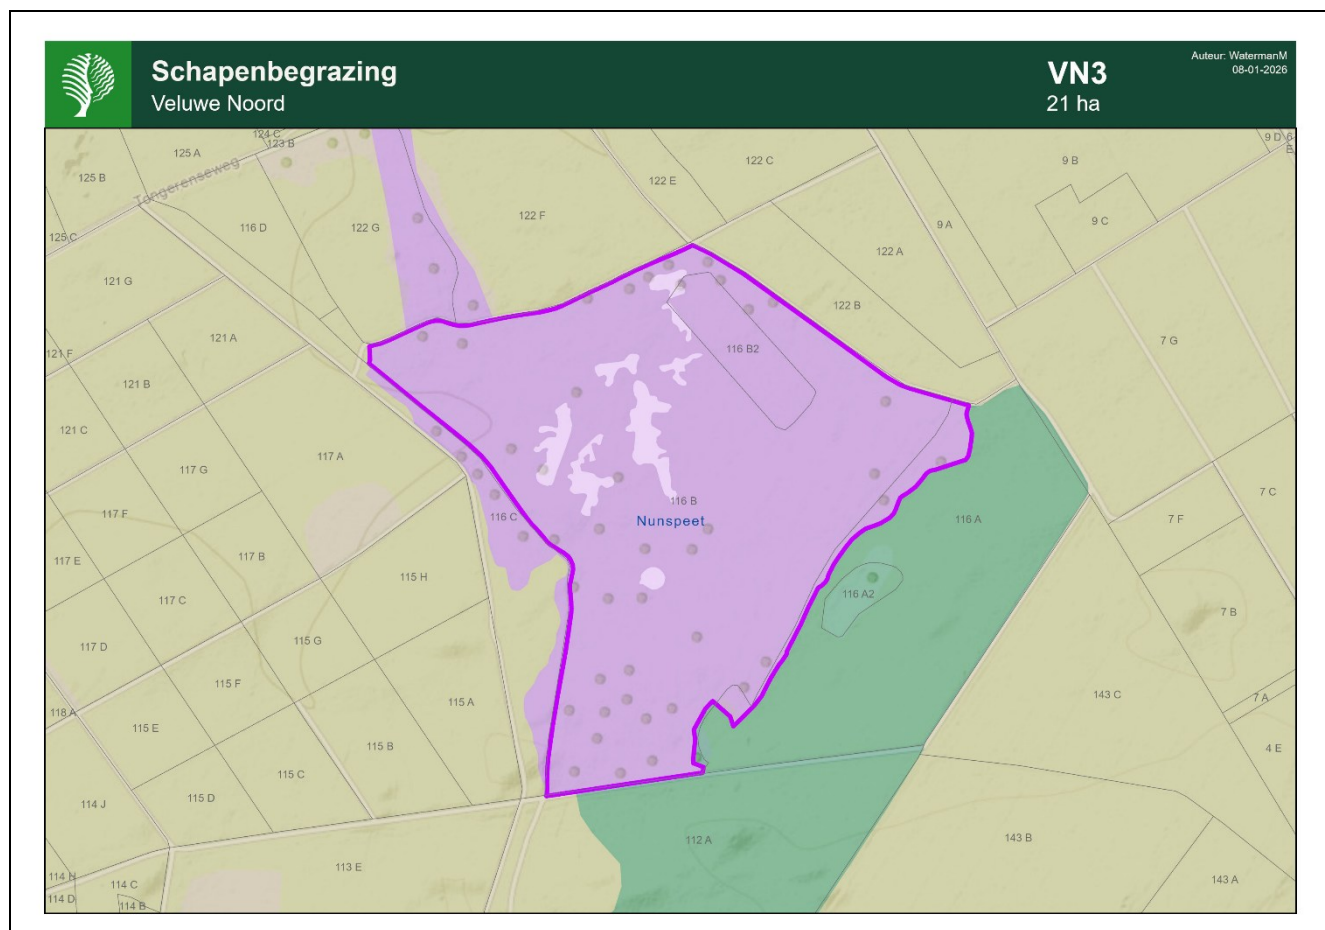 Schapenbegrazing
Veluwe Noord
VN3
21 ha
Auteur: WatermanM
08-01-2026
124 C
123 B
125 A
125 B
Tongerenseweg
125 C
116 D
122 G
122 F
122 E
122 C
9 D
6
E
9 B
9 C
9 A
122 A
122 B
121 G
121 A
121 F
121 B
121 C
116 B2
7 G
117 G
117 A
117 F
116 B
116 C
Nunspeet
116 A
7 C
7 F
117 E
117 B
117 C
115 H
116 A2
7 B
117 D
115 G
115 F
115 A
143 C
7 A
118 A
115 E
115 B
4 E
115 C
115 D
114 J
112 A
143 B
113 E
143 A
114 H
114 C
114 D
114 B